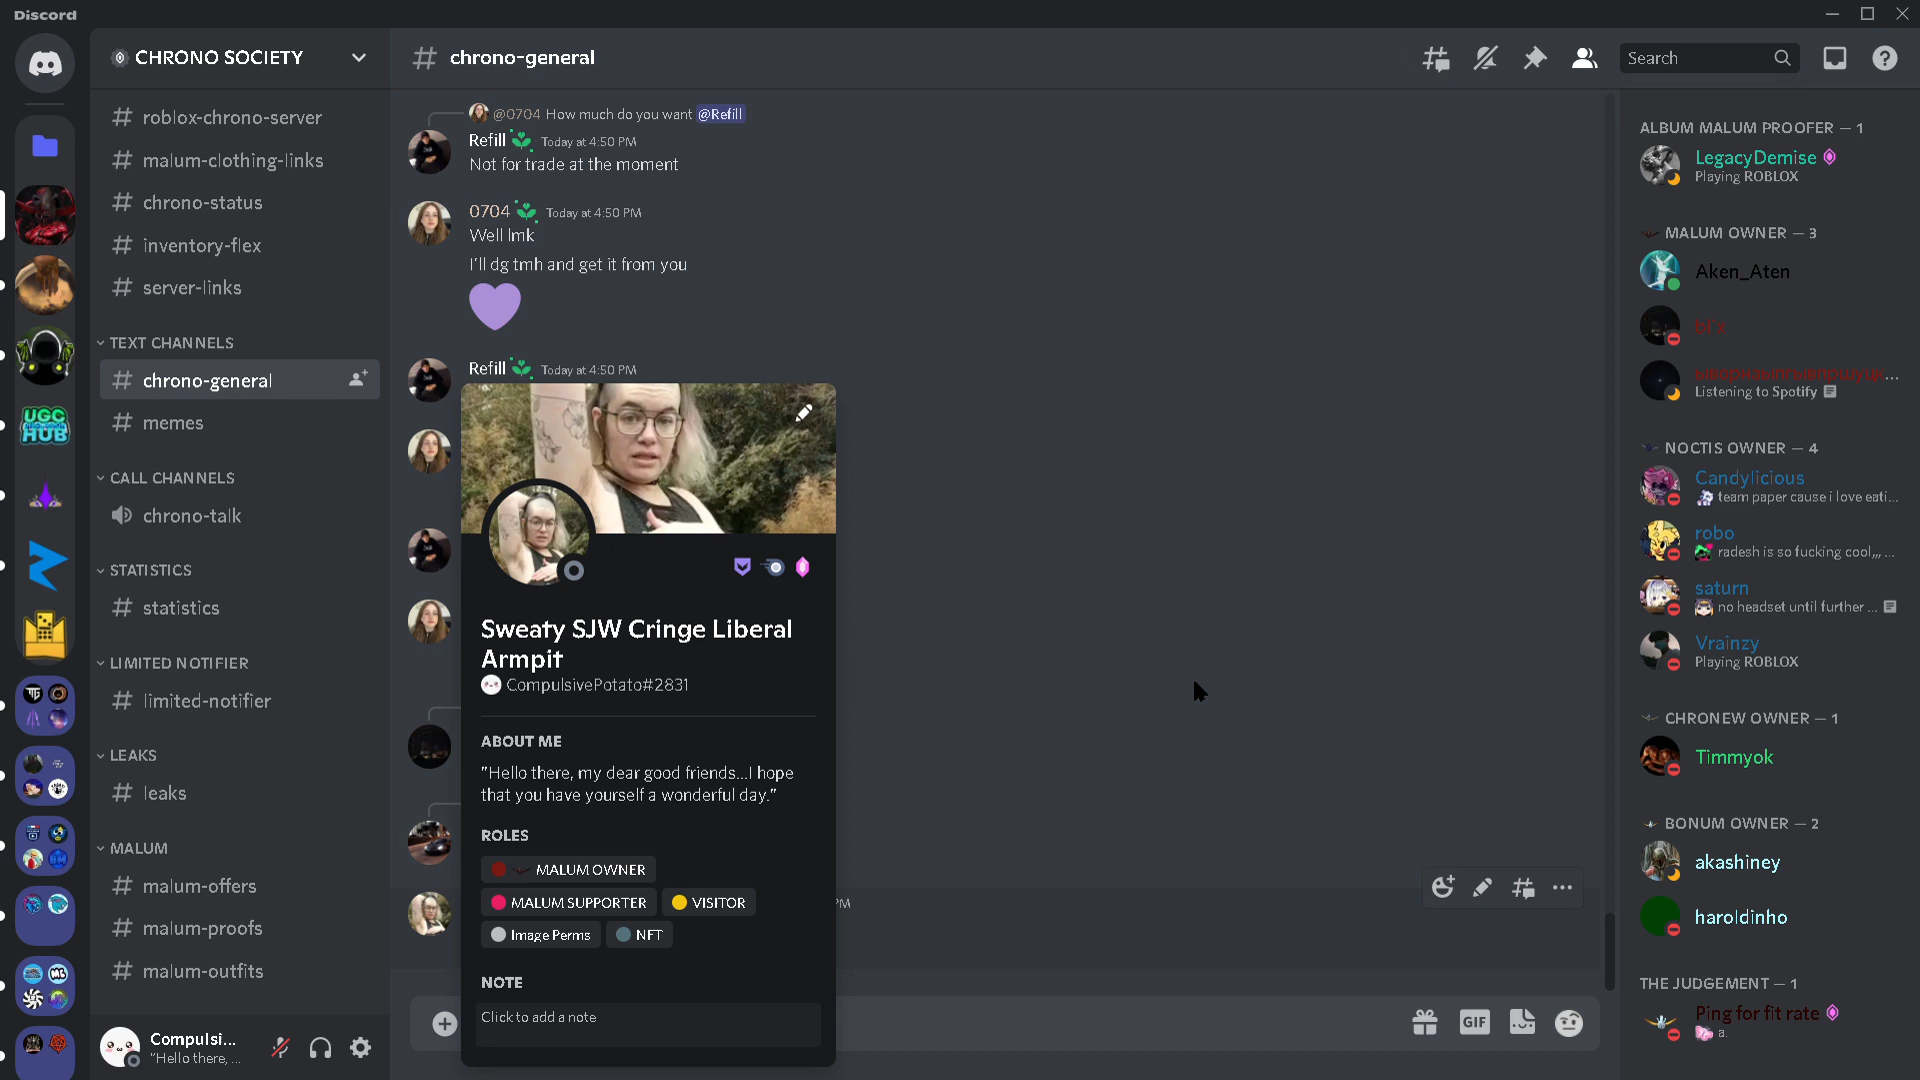 Discord
CHRONO SOCIETY
roblox-chrono-server
malum-clothing-links
chrono-status
inventory-flex
server-links
TEXT CHANNELS
chrono-general
memes
CALL CHANNELS
chrono-talk
STATISTICS
statistics
LIMITED NOTIFIER
limited-notifier
LEAKS
leaks
MALUM
malum-offers
malum-proofs
malum-outfits
Compulsi...
"Hello there, ...
UGC
HUB
chrono-general
Search
@0704 How much do you want @Refill
Refill Today at 4:50 PM
Not for trade at the moment
0704 Today at 4:50 PM
Well lmk
I'll dg tmh and get it from you
Refill Today at 4:50 PM
Sweaty SJW Cringe Liberal
Armpit
CompulsivePotato#2831
ABOUT ME
"Hello there, my dear good friends...I hope
that you have yourself a wonderful day."
ROLES
MALUM OWNER
MALUM SUPPORTER VISITOR
Image Perms NFT
NOTE
Click to add a note
PM
GIF
ALBUM MALUM PROOFER — 1
LegacyDemise
Playing ROBLOX
MALUM OWNER — 3
Aken_Aten
Listening to Spotify
NOCTIS OWNER — 4
Candylicious
team paper cause i love eati...
robo
radesh is so fucking cool,,, ...
saturn
no headset until further ...
Vrainzy
Playing ROBLOX
CHRONEW OWNER — 1
Timmyok
BONUM OWNER — 2
akashiney
haroldinho
THE JUDGEMENT — 1
Ping for fit rate
a.